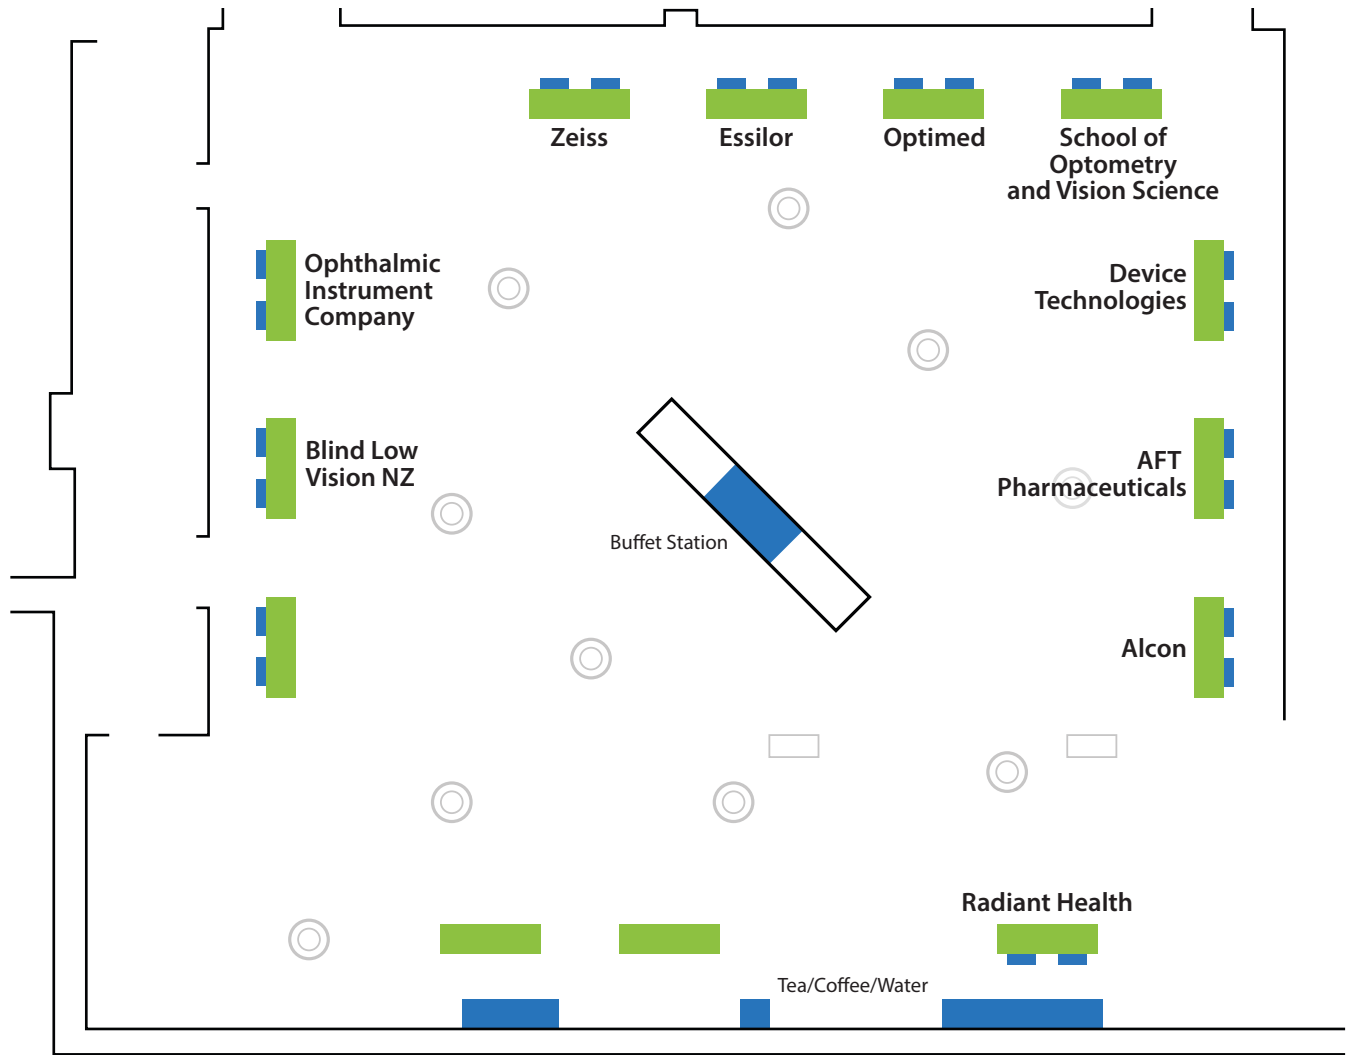 Zeiss
Essilor
Optimed
School of
Optometry
and Vision Science
Ophthalmic
Instrument
Company
Device
Technologies
Blind Low
Vision NZ
AFT
Pharmaceuticals
Buffet Station
Alcon
Radiant Health
Tea/Coffee/Water